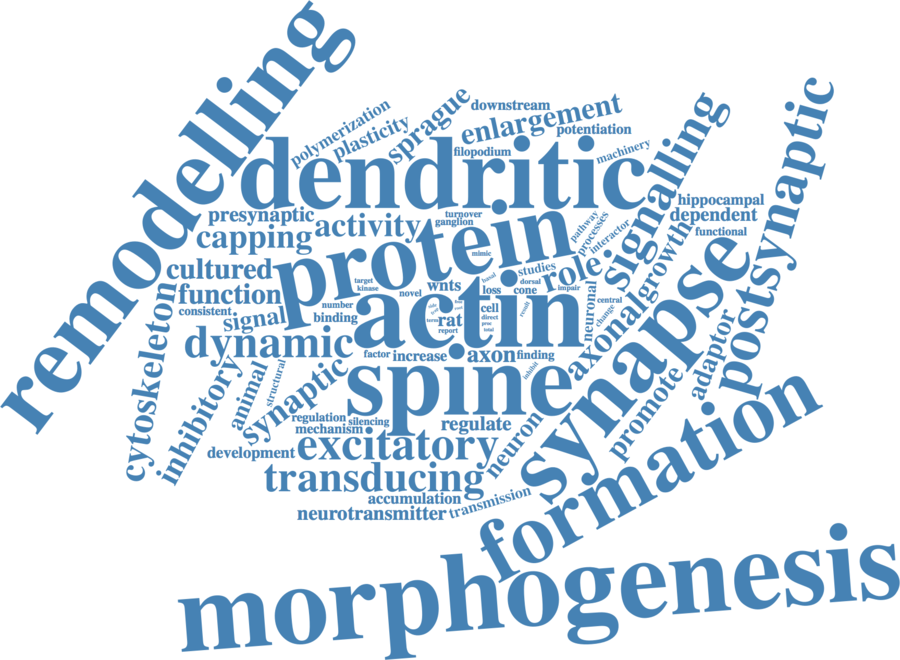 remodelling
dendritic
polymerization
plasticity
sprague
downstream
enlargement
potentiation
filopodium
machinery
signalling
postsynaptic
presynaptic
capping
activity
turnover
ganglion
protein
mimic
pathway
processes
interactor
hippocampal
dependent
functional
cultured
function
consistent
signal
target
kinase
novel
wnts
basal
studies
dorsal
loss
cone
impair
role
neuronal
central
change
axonal
growth
synapse
number
binding
actin
rat
report
cell
direct
total
result
cytoskeleton
dynamic
factor
increase
axon
finding
inhibit
inhibitory
animal
structural
synaptic
spine
adaptor
promote
regulation
silencing
mechanism
regulate
neuron
formation
development
excitatory
transducing
accumulation
neurotransmitter
transmission
morphogenesis